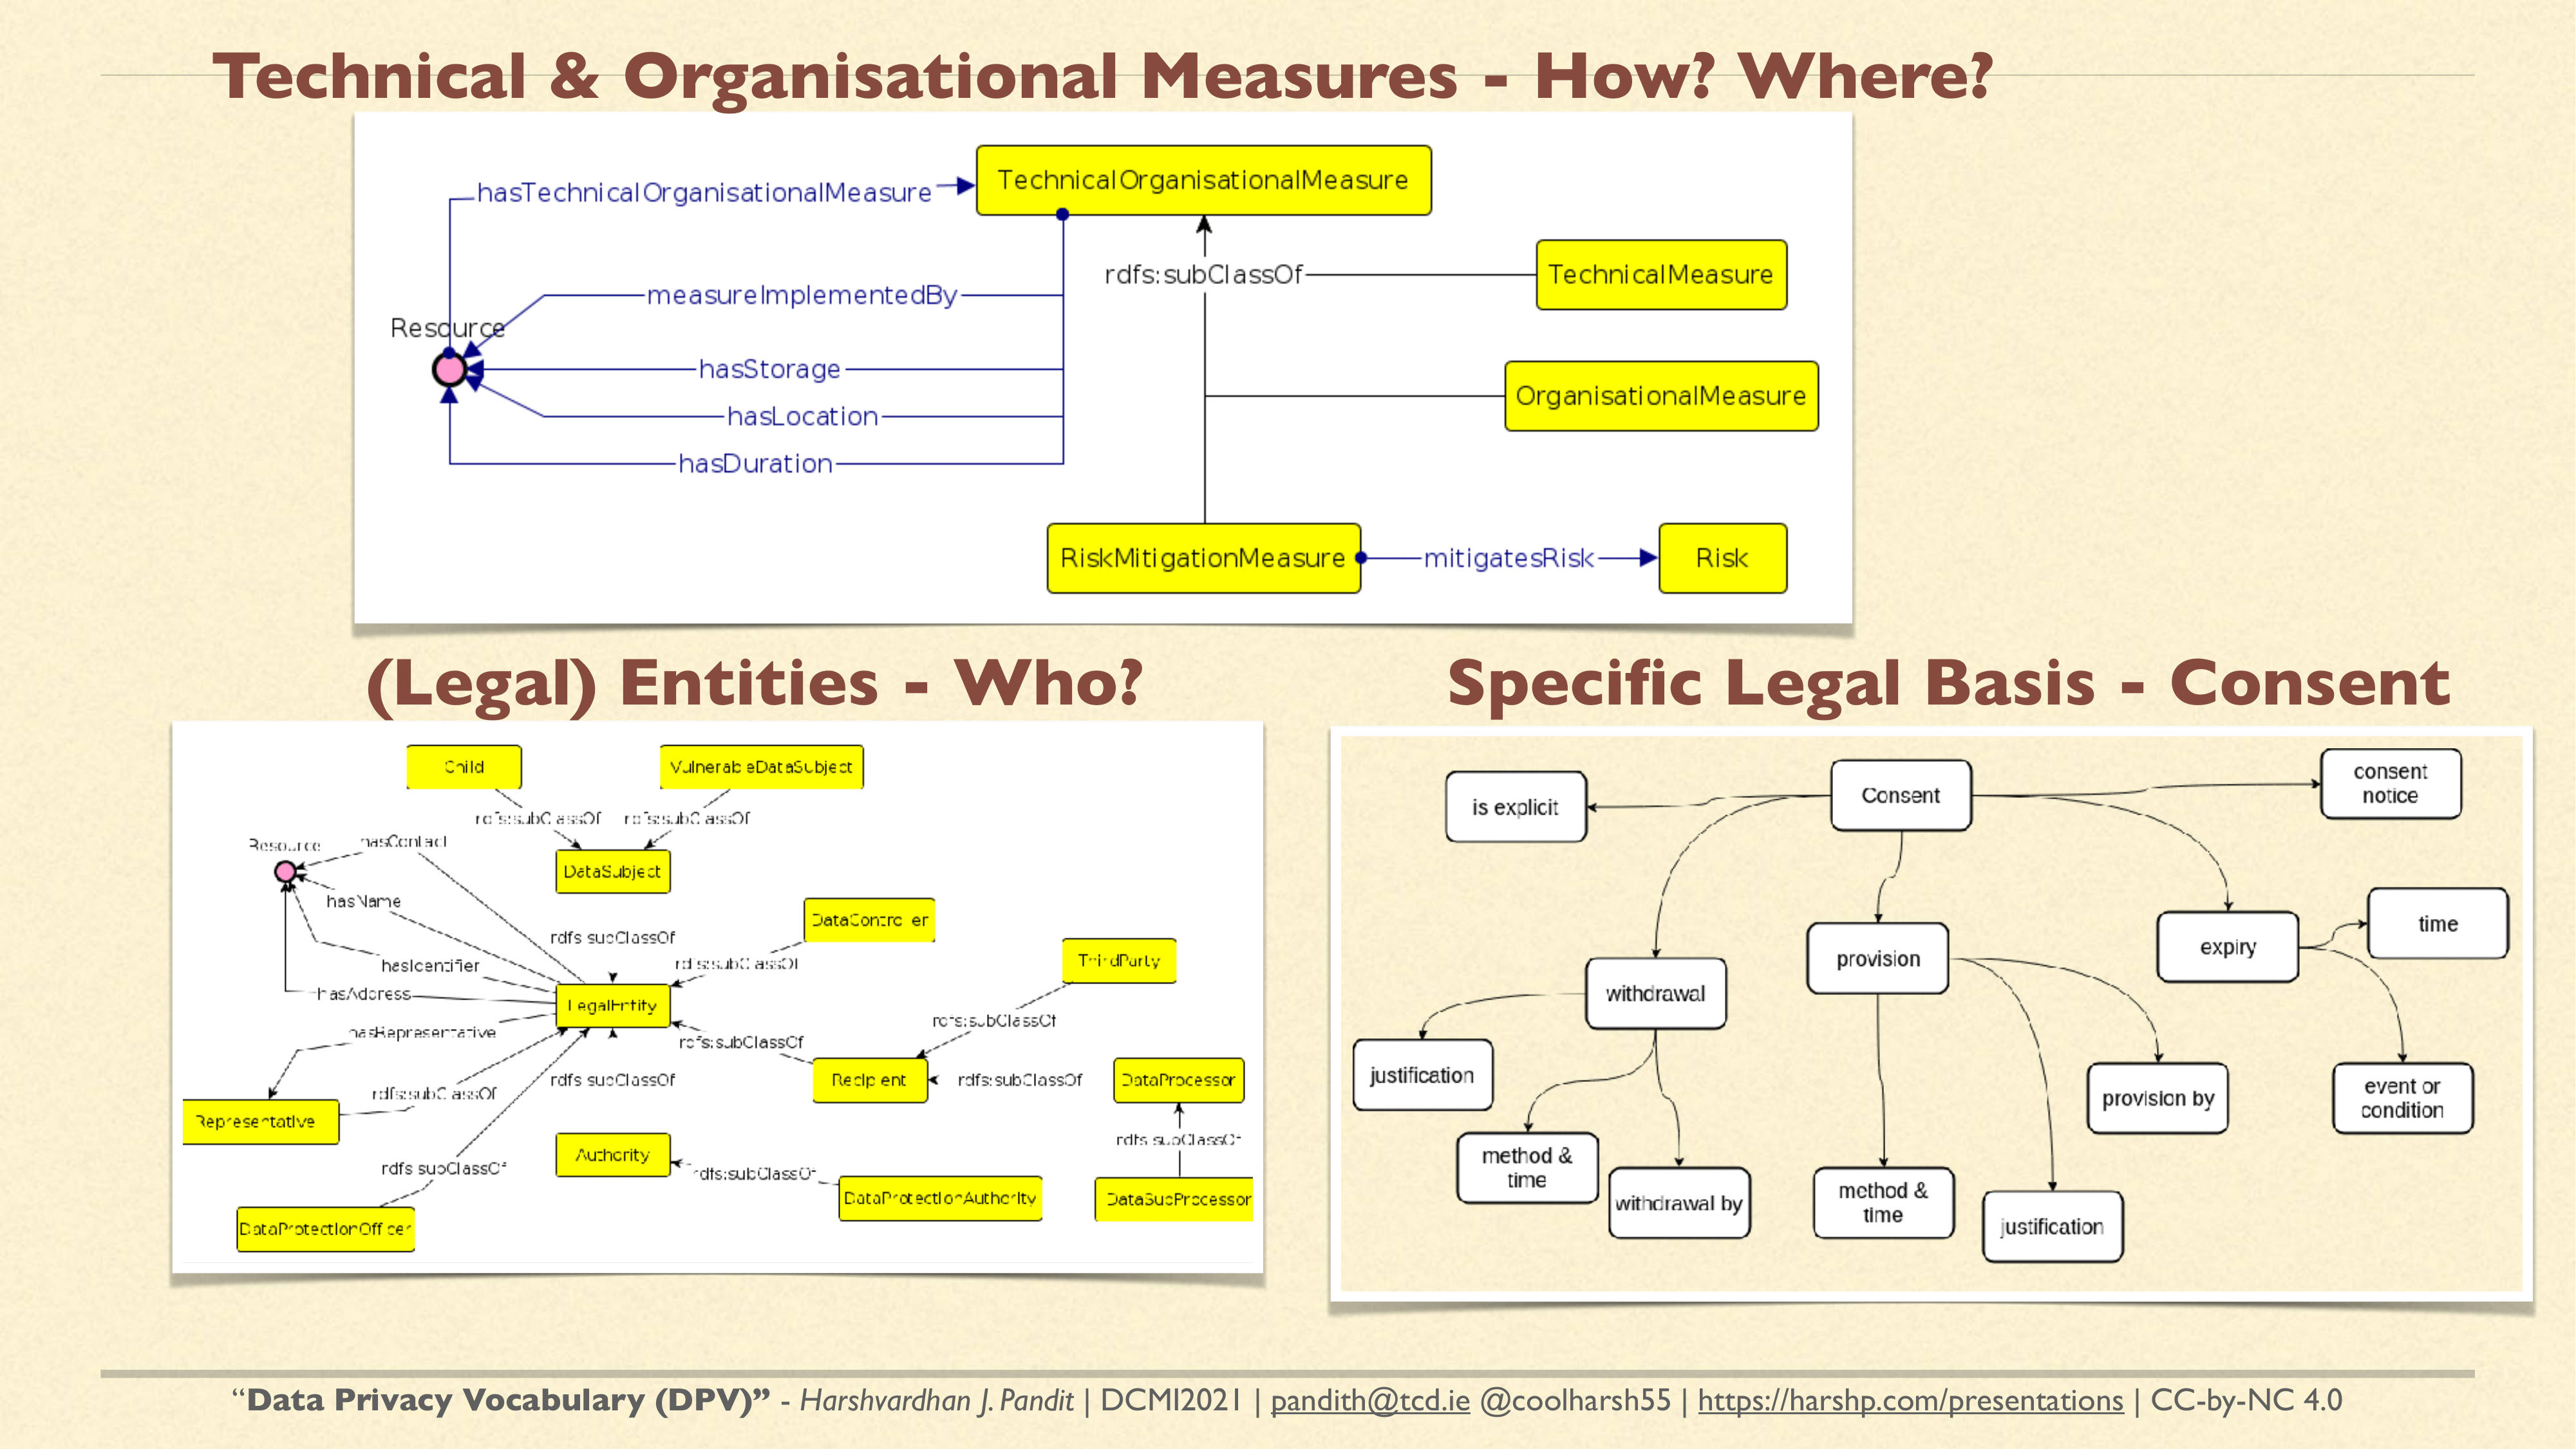 Technical & Organisational Measures - How? Where?
hasTechnicalOrganisationalMeasure
TechnicalOrganisationalMeasure
rdfs:subClassOf
TechnicalMeasure
measureImplementedBy
Resource
hasStorage
OrganisationalMeasure
hasLocation
hasDuration
RiskMitigationMeasure
mitigatesRisk
Risk
(Legal) Entities - Who?
Child
VulnerableDataSubject
rdfs:subClassOf
rdfs:subClassOf
Resource
hasContact
DataSubject
hasName
DataController
rdfs:subClassOf
rdfs:subClassOf
ThirdParty
hasIdentifier
hasAddress
LegalEntity
rdfs:subClassOf
hasRepresentative
rdfs:subClassOf
rdfs:subClassOf
Recipient
rdfs:subClassOf
DataProcessor
rdfs:subClassOf
Representative
rdfs:subClassOf
Authority
rdfs:subClassOf
rdfs:subClassOf
DataProtectionAuthority
DataSubProcessor
DataProtectionOfficer
Specific Legal Basis - Consent
Consent
consent
notice
is explicit
time
expiry
provision
withdrawal
justification
provision by
event or
condition
method &
time
withdrawal by
method &
time
justification
“Data Privacy Vocabulary (DPV)” - Harshvardhan J. Pandit | DCMI2021 | pandith@tcd.ie @coolharsh55 | https://harshp.com/presentations | CC-by-NC 4.0